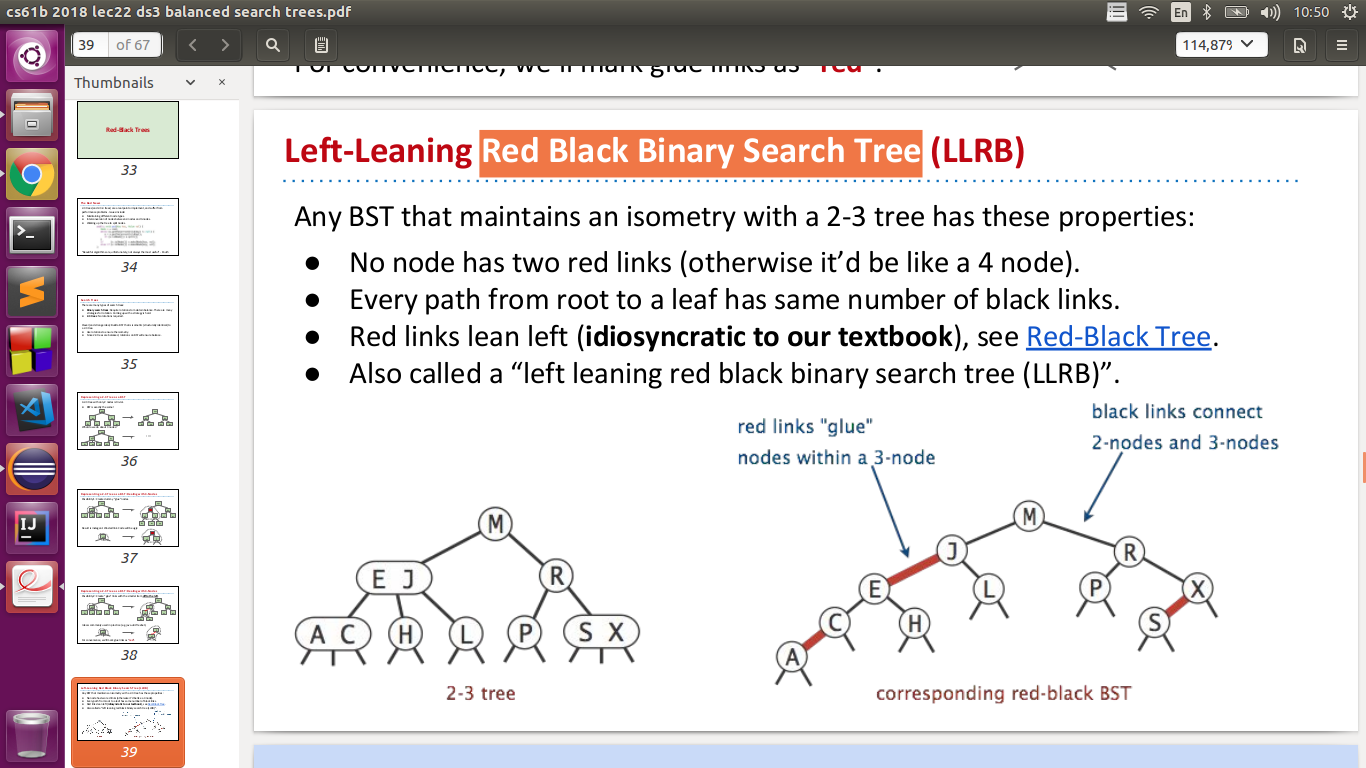 cs61b 2018 lec22 ds3 balanced search trees.pdf
En
10:50
39 of 67
114,87%
Thumbnails
Red-Black Trees
33
34
35
36
37
38
39
For convenience, we'll mark glue links as "red".
Left-Leaning Red Black Binary Search Tree (LLRB)
Any BST that maintains an isometry with a 2-3 tree has these properties:
● No node has two red links (otherwise it'd be like a 4 node).
● Every path from root to a leaf has same number of black links.
● Red links lean left (idiosyncratic to our textbook), see Red-Black Tree.
● Also called a “left leaning red black binary search tree (LLRB)”.
red links "glue"
nodes within a 3-node
black links connect
2-nodes and 3-nodes
M
E J
R
A C
H
L
P
S X
2-3 tree
M
J
R
E
L
P
X
C
H
S
A
corresponding red-black BST
IJ